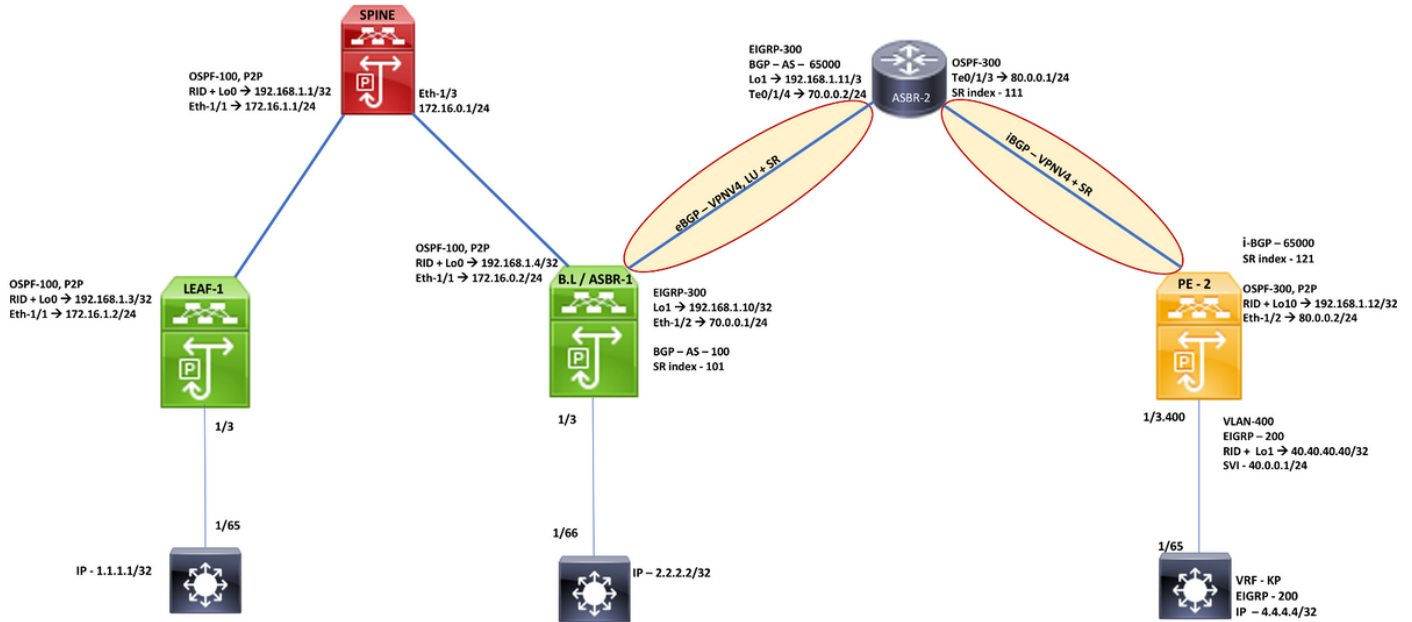 SPINE
OSPF-100, P2P
RID + Lo0 → 192.168.1.1/32
Eth-1/1 → 172.16.1.1/24
Eth-1/3
172.16.0.1/24
EIGRP-300
BGP – AS – 65000
Lo1 → 192.168.1.11/3
Te0/1/4 → 70.0.0.2/24
ASBR-2
OSPF-300
Te0/1/3 → 80.0.0.1/24
SR index - 111
eBGP – VPNV4, LU + SR
iBGP – VPNV4 + SR
OSPF-100, P2P
RID + Lo0 → 192.168.1.3/32
Eth-1/1 → 172.16.1.2/24
LEAF-1
P
1/3
1/65
IP - 1.1.1.1/32
OSPF-100, P2P
RID + Lo0 → 192.168.1.4/32
Eth-1/1 → 172.16.0.2/24
B.L / ASBR-1
P
EIGRP-300
Lo1 → 192.168.1.10/32
Eth-1/2 → 70.0.0.1/24
BGP – AS – 100
SR index - 101
1/3
1/66
IP – 2.2.2.2/32
i-BGP – 65000
SR index - 121
PE - 2
P
OSPF-300, P2P
RID + Lo10 → 192.168.1.12/32
Eth-1/2 → 80.0.0.2/24
1/3.400
VLAN-400
EIGRP – 200
RID + Lo1 → 40.40.40.40/32
SVI - 40.0.0.1/24
1/65
VRF - KP
EIGRP - 200
IP – 4.4.4.4/32
P